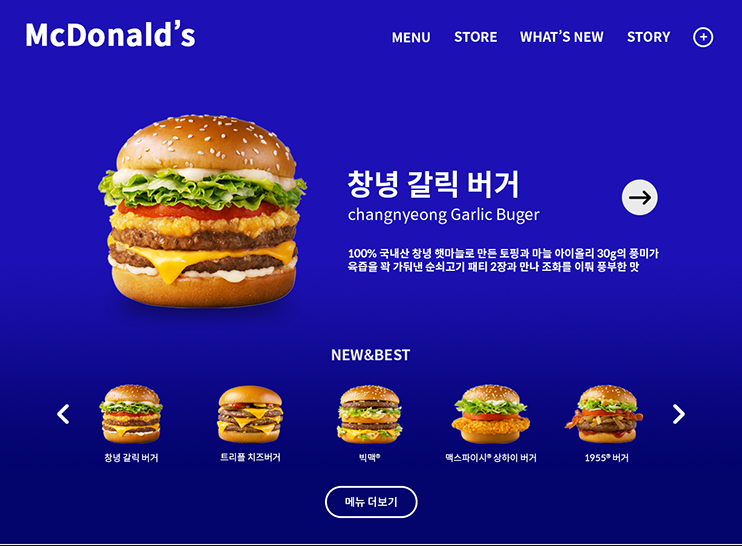 McDonald's
MENU STORE WHAT'S NEW STORY
창녕 갈릭 버거
changnyeong Garlic Buger
100% 국내산 창녕 햇마늘로 만든 토핑과 마늘 아이올리 30g의 풍미가
육즙을 꽉 가둬낸 순쇠고기 패티 2장과 만나 조화를 이뤄 풍부한 맛
NEW&BEST
창녕 갈릭 버거 트리플 치즈버거 빅맥® 맥스파이시® 상하이 버거 1955® 버거
메뉴 더보기